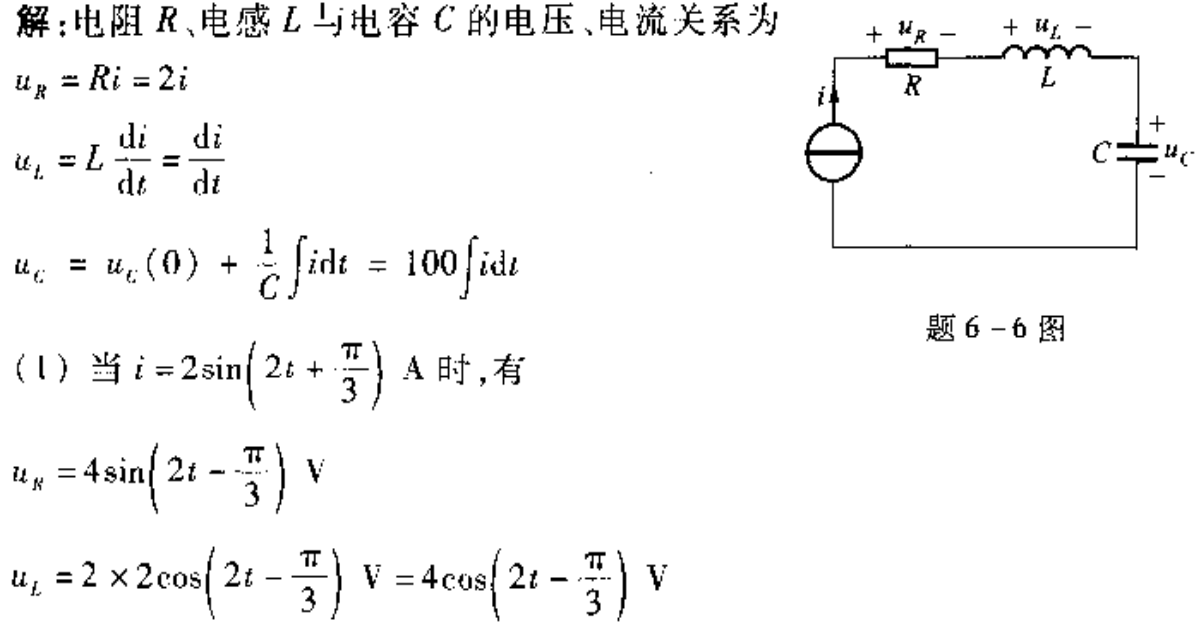 解:电阻 R、电感 L 与电容 C 的电压、电流关系为
u_R = Ri = 2i
u_L = L di/dt = di/dt
u_C = u_C(0) + 1/C ∫idt = 100∫idt
(1) 当 i = 2sin(2t + π/3) A 时,有
u_R = 4sin(2t - π/3) V
u_L = 2 × 2cos(2t - π/3) V = 4cos(2t - π/3) V
+ u_R -
+ u_L -
R
L
i
C
+
u_C
-
题 6-6 图